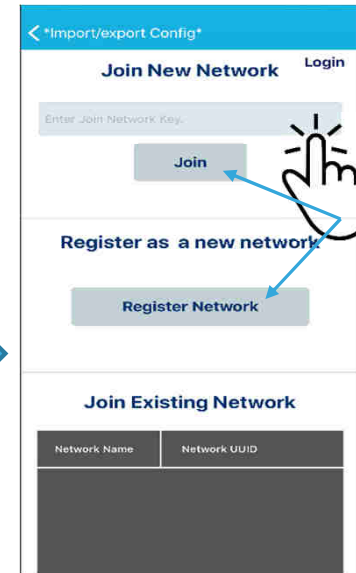 *Import/export Config*
Join New Network
Login
Enter Join Network Key.
Join
Register as a new network
Register Network
Join Existing Network
Network Name Network UUID